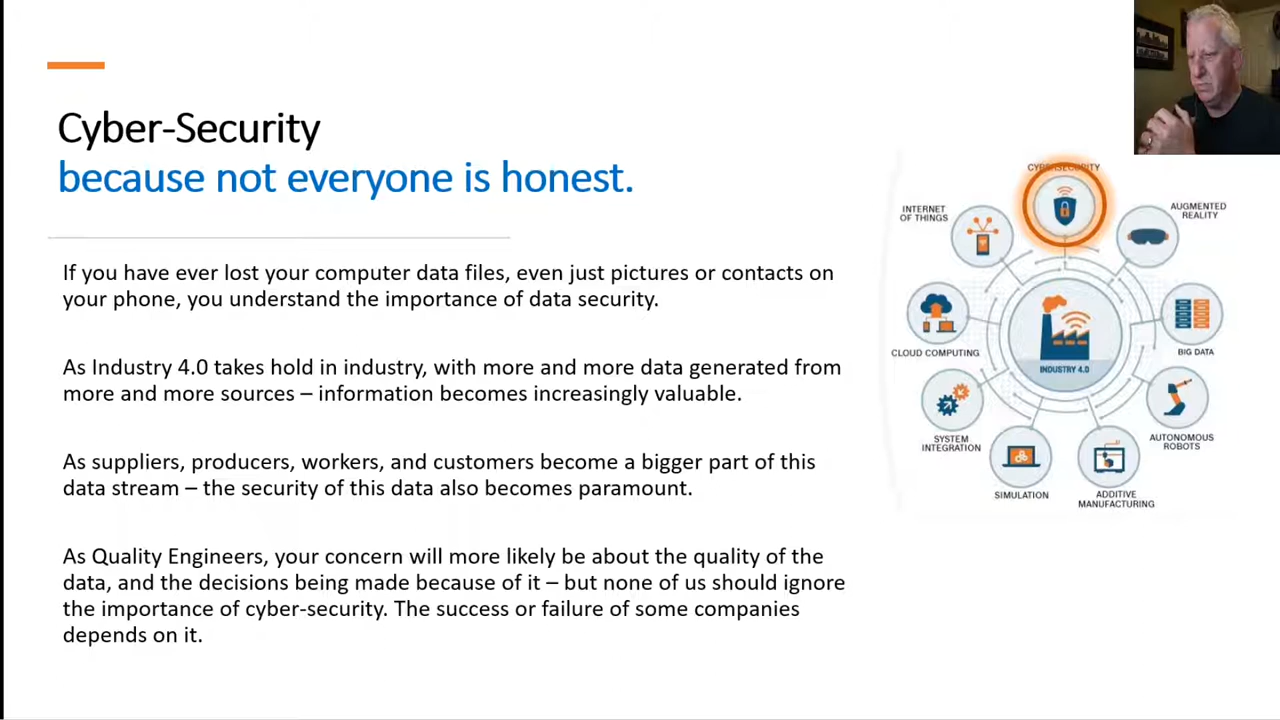 Cyber-Security
because not everyone is honest.
If you have ever lost your computer data files, even just pictures or contacts on
your phone, you understand the importance of data security.
As Industry 4.0 takes hold in industry, with more and more data generated from
more and more sources – information becomes increasingly valuable.
As suppliers, producers, workers, and customers become a bigger part of this
data stream – the security of this data also becomes paramount.
As Quality Engineers, your concern will more likely be about the quality of the
data, and the decisions being made because of it – but none of us should ignore
the importance of cyber-security. The success or failure of some companies
depends on it.
CYBERSECURITY
INTERNET
OF THINGS
AUGMENTED
REALITY
CLOUD COMPUTING
BIG DATA
INDUSTRY 4.0
SYSTEM
INTEGRATION
AUTONOMOUS
ROBOTS
SIMULATION
ADDITIVE
MANUFACTURING